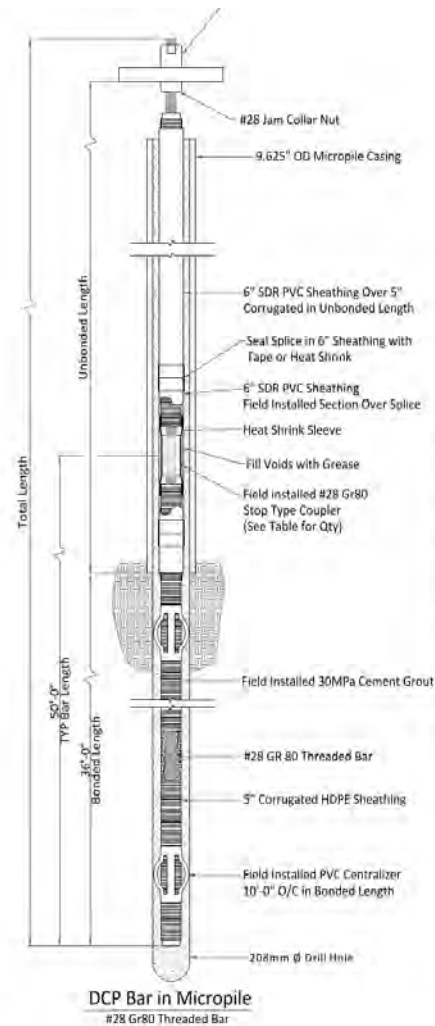 #28 Jam Collar Nut
9.625" OD Micropile Casing
6" SDR PVC Sheathing Over 5"
Corrugated in Unbonded Length
Seal Splice in 6" Sheathing with
Tape or Heat Shrink
6" SDR PVC Sheathing
Field Installed Section Over Splice
Heat Shrink Sleeve
Fill Voids with Grease
Field installed #28 Gr80
Stop Type Coupler
(See Table for Qty)
Total Length
Unbonded Length
50'-0"
TYP Bar Length
36'-0"
Bonded Length
Field Installed 30MPa Cement Grout
#28 GR 80 Threaded Bar
5" Corrugated HDPE Sheathing
Field Installed PVC Centralizer
10'-0" O/C in Bonded Length
208mm Ø Drill Hole
DCP Bar in Micropile
#28 Gr80 Threaded Bar